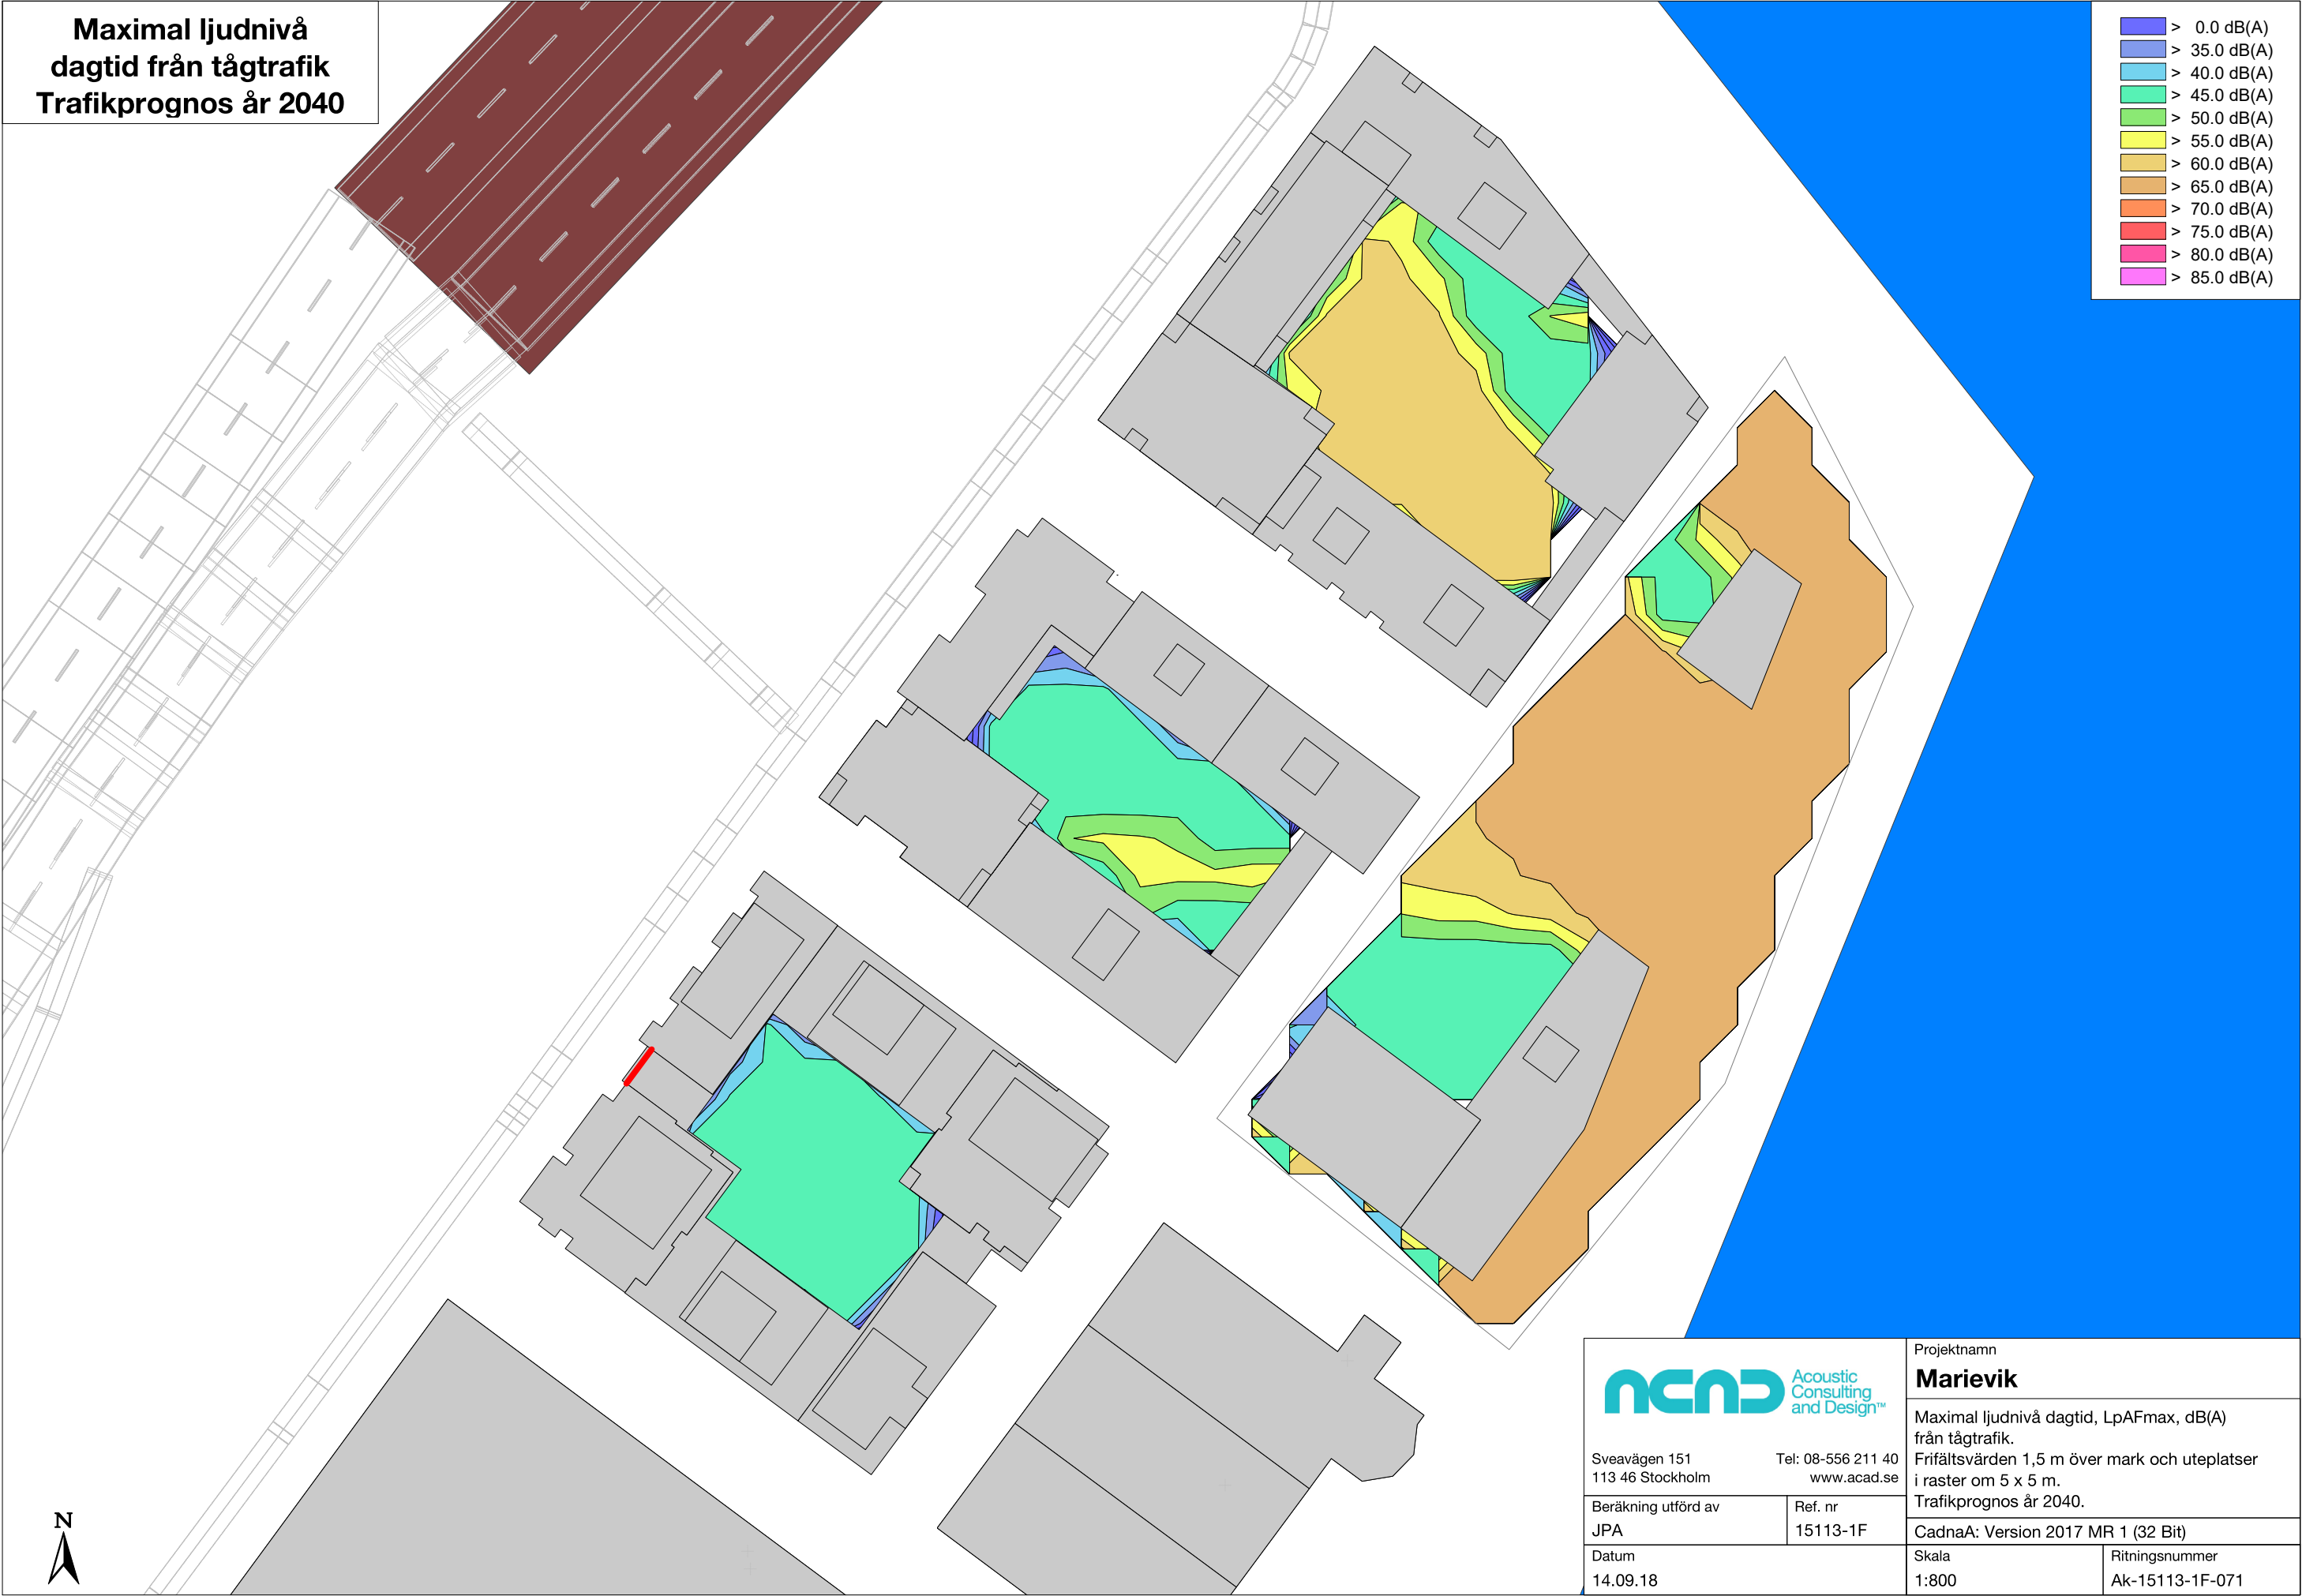 Maximal ljudnivå
dagtid från tågtrafik
Trafikprognos år 2040
> 0.0 dB(A)
> 35.0 dB(A)
> 40.0 dB(A)
> 45.0 dB(A)
> 50.0 dB(A)
> 55.0 dB(A)
> 60.0 dB(A)
> 65.0 dB(A)
> 70.0 dB(A)
> 75.0 dB(A)
> 80.0 dB(A)
> 85.0 dB(A)
N
ACAD
Acoustic
Consulting
and Design™
Sveavägen 151
113 46 Stockholm
Tel: 08-556 211 40
www.acad.se
Beräkning utförd av
JPA
Ref. nr
15113-1F
Datum
14.09.18
Projektnamn
Marievik
Maximal ljudnivå dagtid, LpAFmax, dB(A)
från tågtrafik.
Frifältsvärden 1,5 m över mark och uteplatser
i raster om 5 x 5 m.
Trafikprognos år 2040.
CadnaA: Version 2017 MR 1 (32 Bit)
Skala
1:800
Ritningsnummer
Ak-15113-1F-071